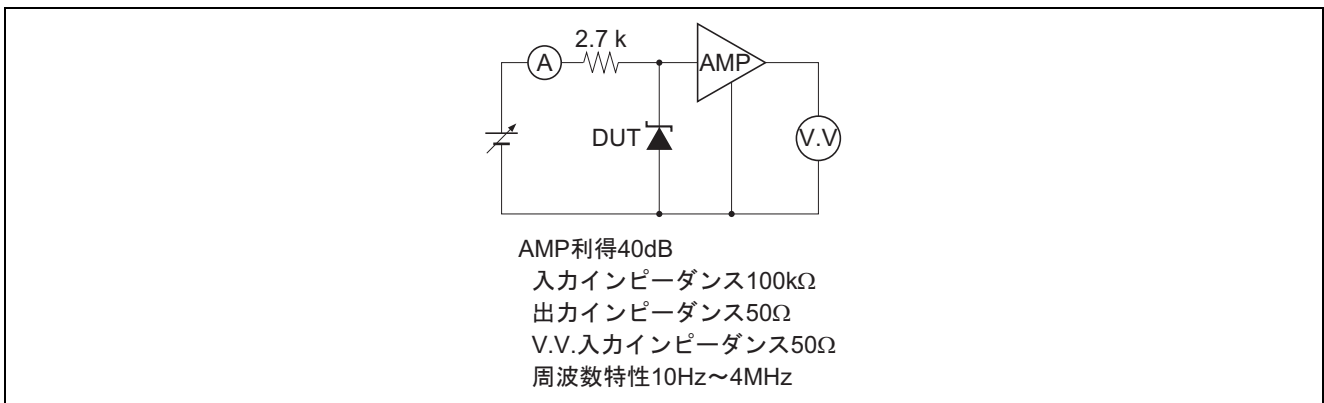 2.7 k
A
AMP
DUT
V.V
AMP利得40dB
入力インピーダンス100kΩ
出力インピーダンス50Ω
V.V.入力インピーダンス50Ω
周波数特性10Hz～4MHz